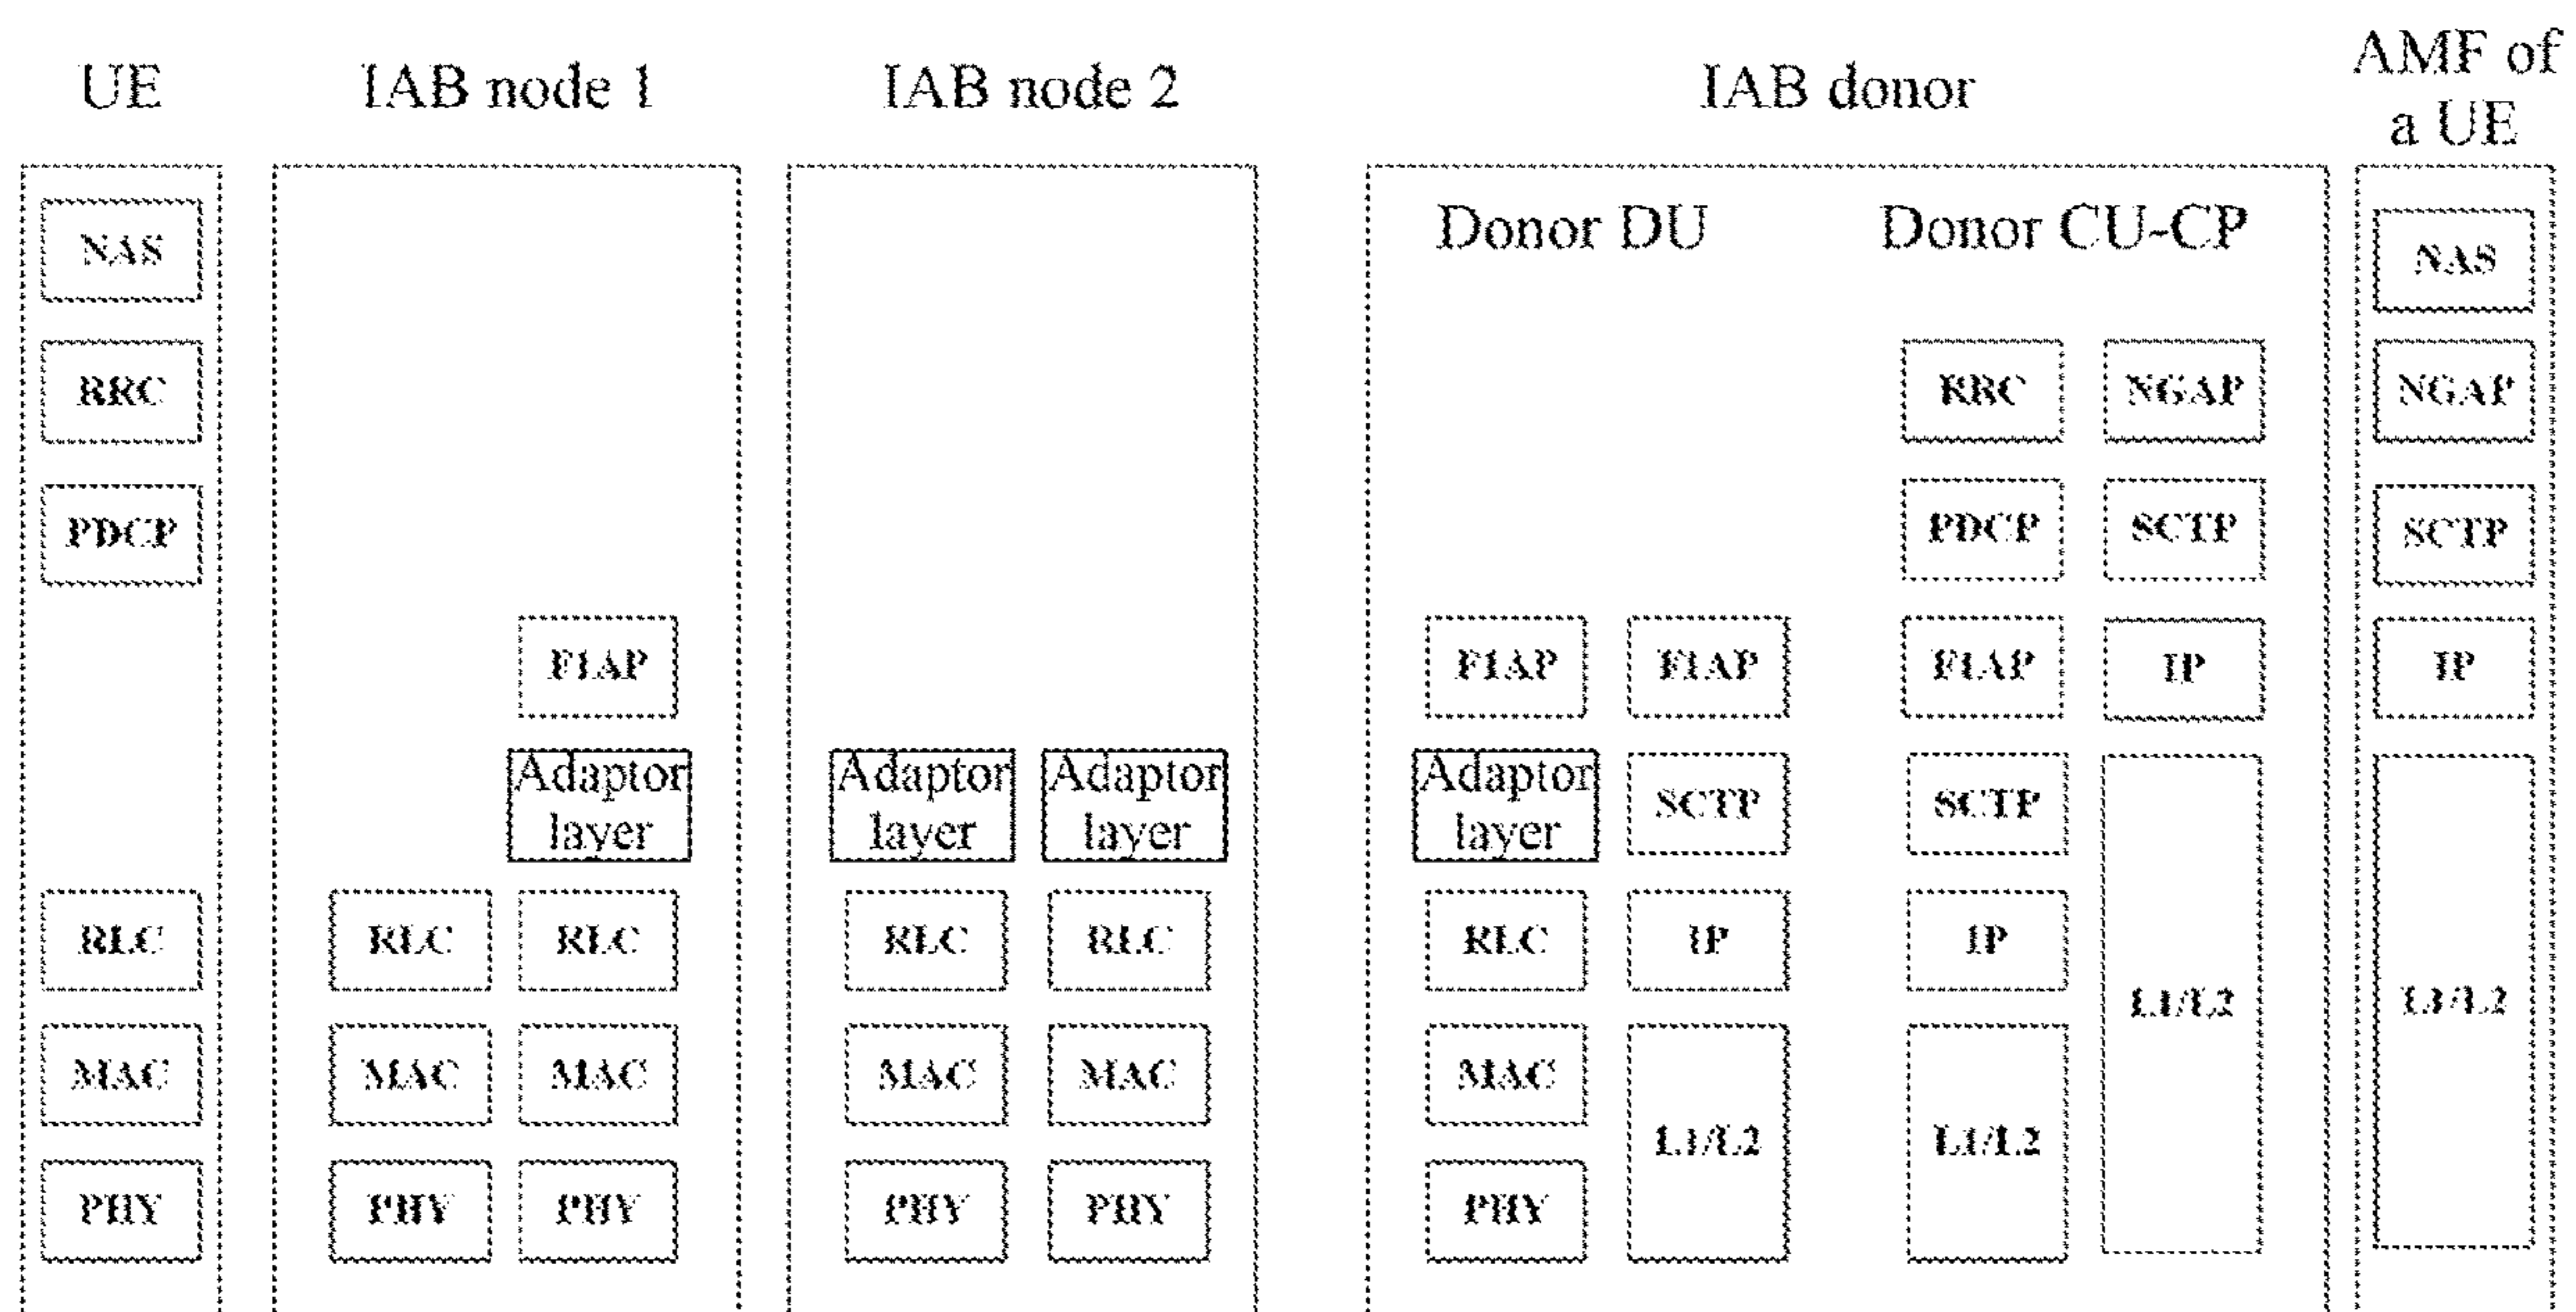 UE
IAB node 1
IAB node 2
IAB donor
AMF of
a UE
Donor DU
Donor CU-CP
NAS
NAS
RRC
RRC
NGAP
NGAP
PDCP
PDCP
SCTP
SCTP
F1AP
F1AP
F1AP
F1AP
IP
IP
Adaptor
layer
Adaptor
layer
Adaptor
layer
Adaptor
layer
SCTP
SCTP
RLC
RLC
RLC
RLC
RLC
RLC
IP
IP
L1/L2
L1/L2
MAC
MAC
MAC
MAC
MAC
MAC
L1/L2
L1/L2
PHY
PHY
PHY
PHY
PHY
PHY